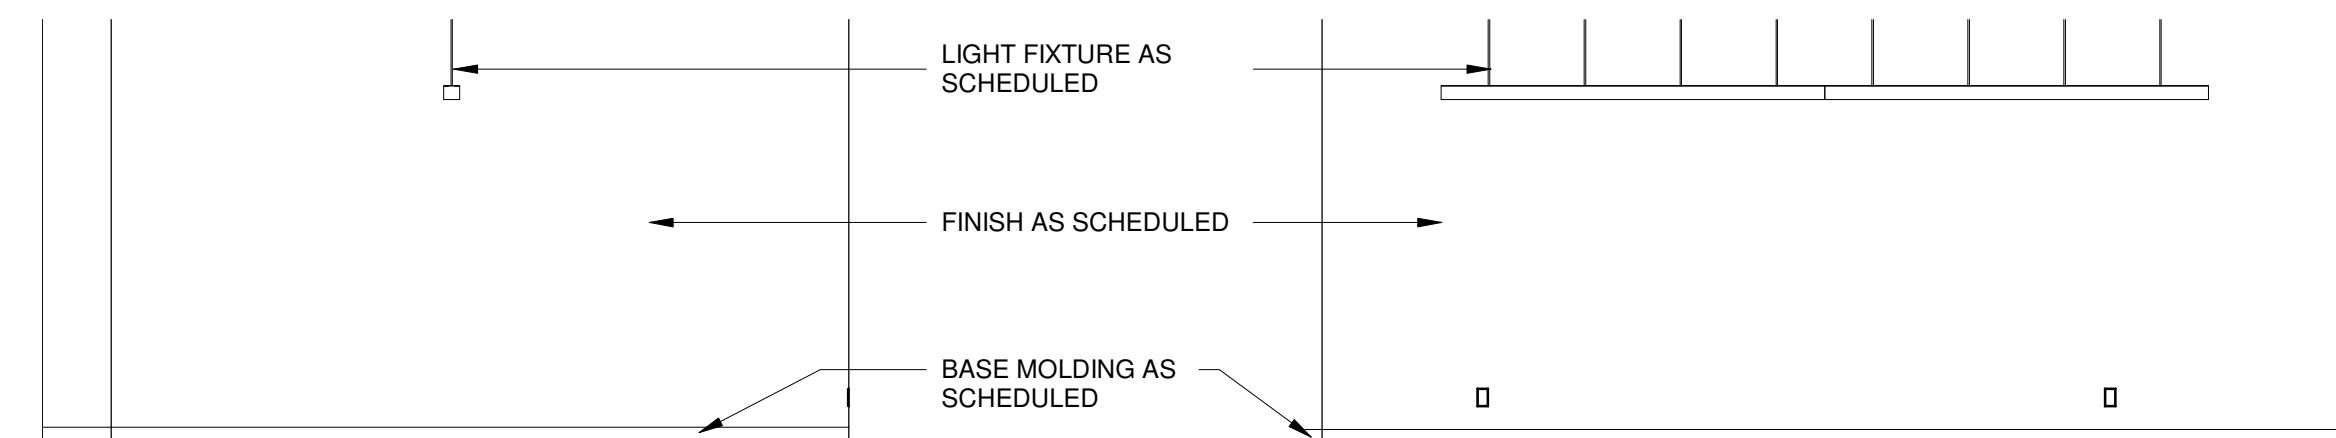 LIGHT FIXTURE AS
SCHEDULED
FINISH AS SCHEDULED
BASE MOLDING AS
SCHEDULED